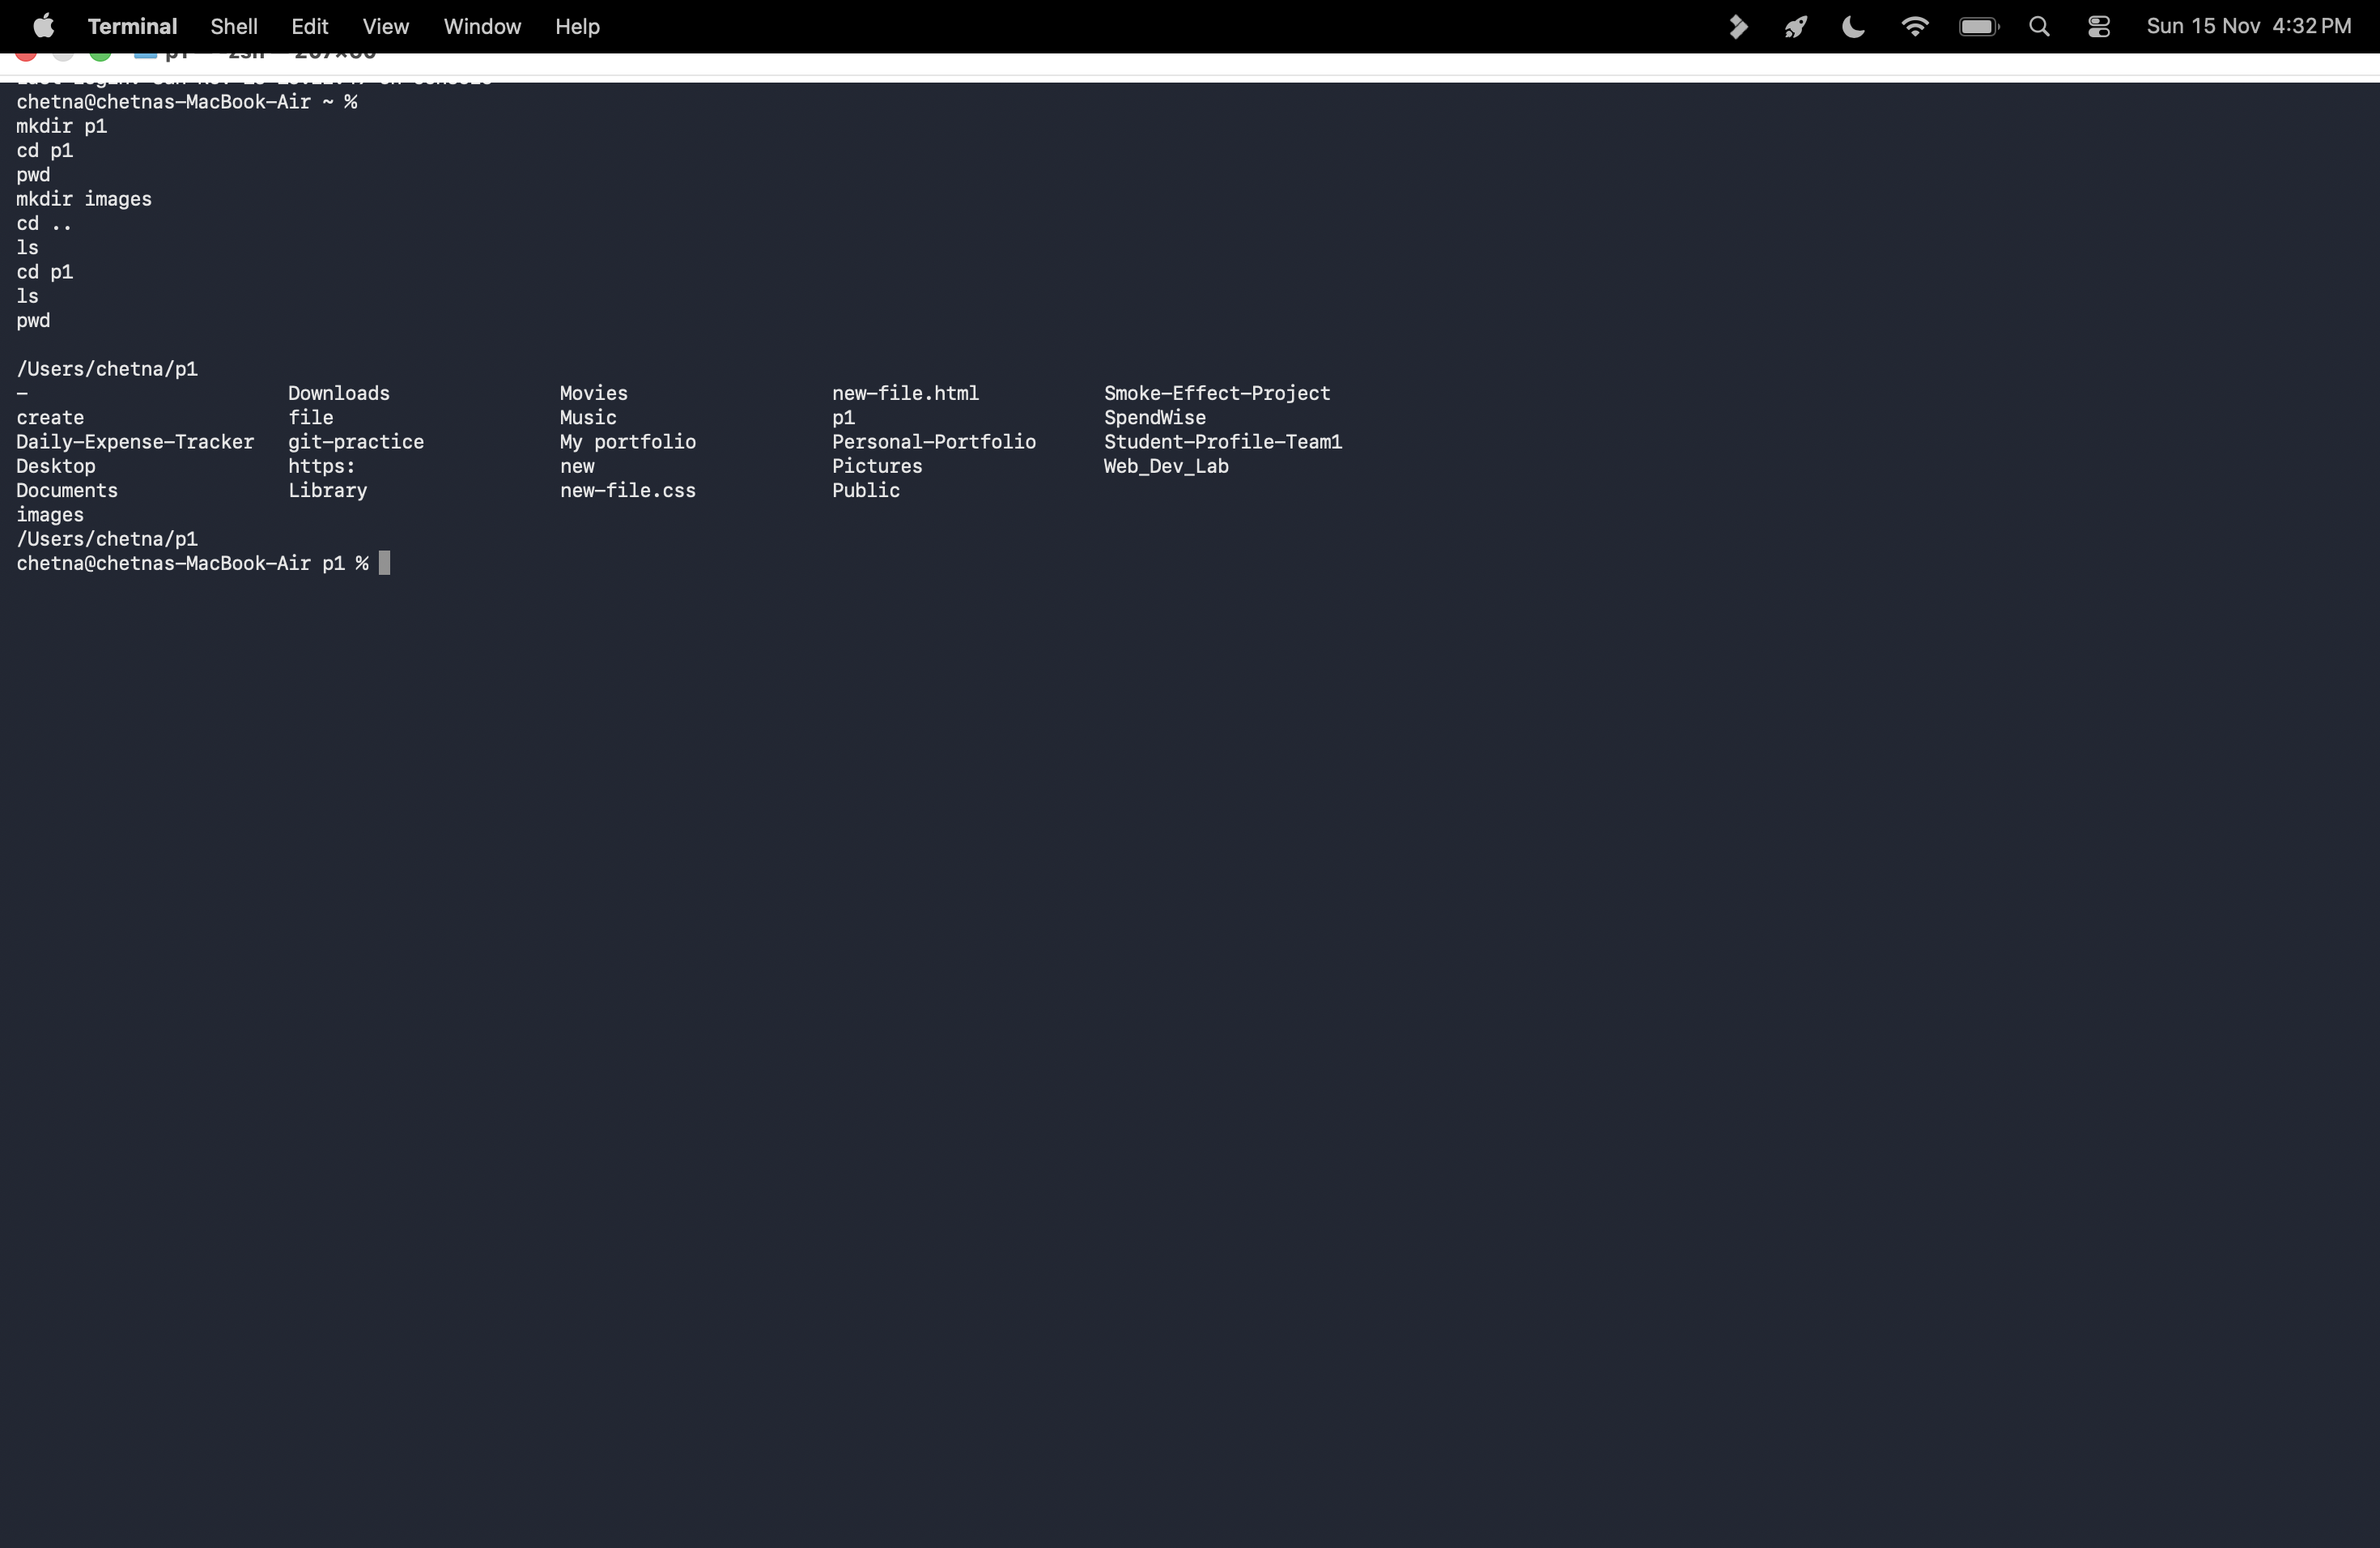 Terminal Shell Edit View Window Help Sun 15 Nov 4:32 PM
p1 zsh
chetna@chetnas-MacBook-Air ~ %
mkdir p1
cd p1
pwd
mkdir images
cd ..
ls
cd p1
ls
pwd
/Users/chetna/p1
- Downloads Movies new-file.html Smoke-Effect-Project
create file Music p1 SpendWise
Daily-Expense-Tracker git-practice My portfolio Personal-Portfolio Student-Profile-Team1
Desktop https: new Pictures Web_Dev_Lab
Documents Library new-file.css Public
images
/Users/chetna/p1
chetna@chetnas-MacBook-Air p1 %